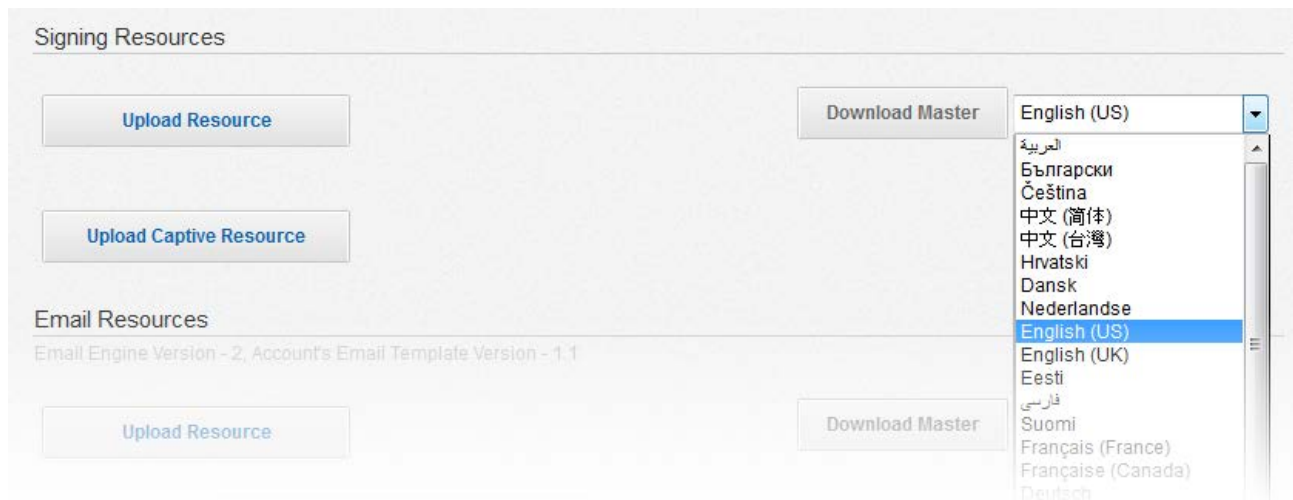 Signing Resources
Upload Resource
Download Master
English (US)
العربية
Български
Čeština
中文 (简体)
中文 (台灣)
Hrvatski
Dansk
Nederlandse
English (US)
English (UK)
Eesti
فارسی
Suomi
Français (France)
Française (Canada)
Deutsch
Upload Captive Resource
Email Resources
Email Engine Version - 2, Account's Email Template Version - 1.1
Upload Resource
Download Master